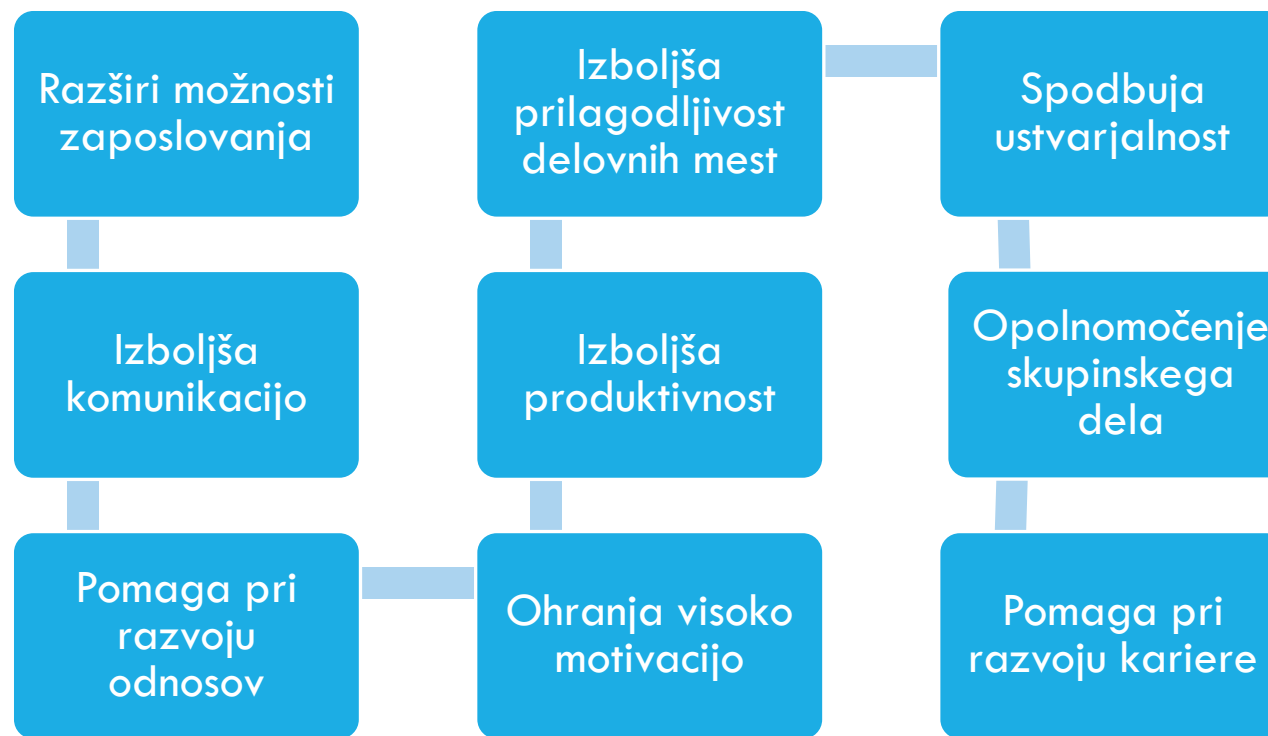 Razširi možnosti
zaposlovanja
Izboljša
komunikacijo
Pomaga pri
razvoju
odnosov
Ohranja visoko
motivacijo
Izboljša
produktivnost
Izboljša
prilagodljivost
delovnih mest
Spodbuja
ustvarjalnost
Opolnomočenje
skupinskega
dela
Pomaga pri
razvoju kariere